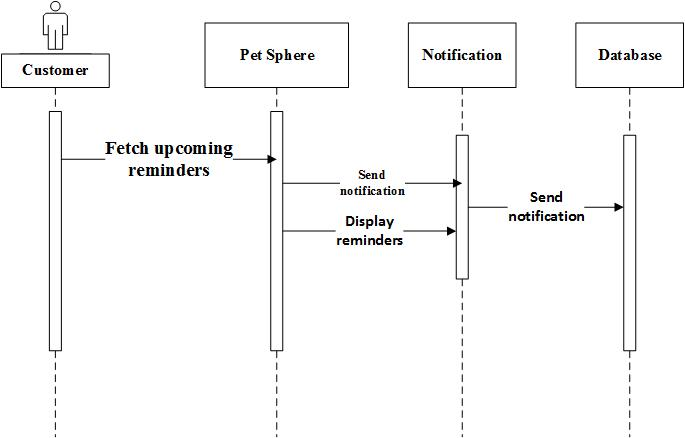 Customer
Pet Sphere
Notification
Database
Fetch upcoming
reminders
Send
notification
Send
notification
Display
reminders